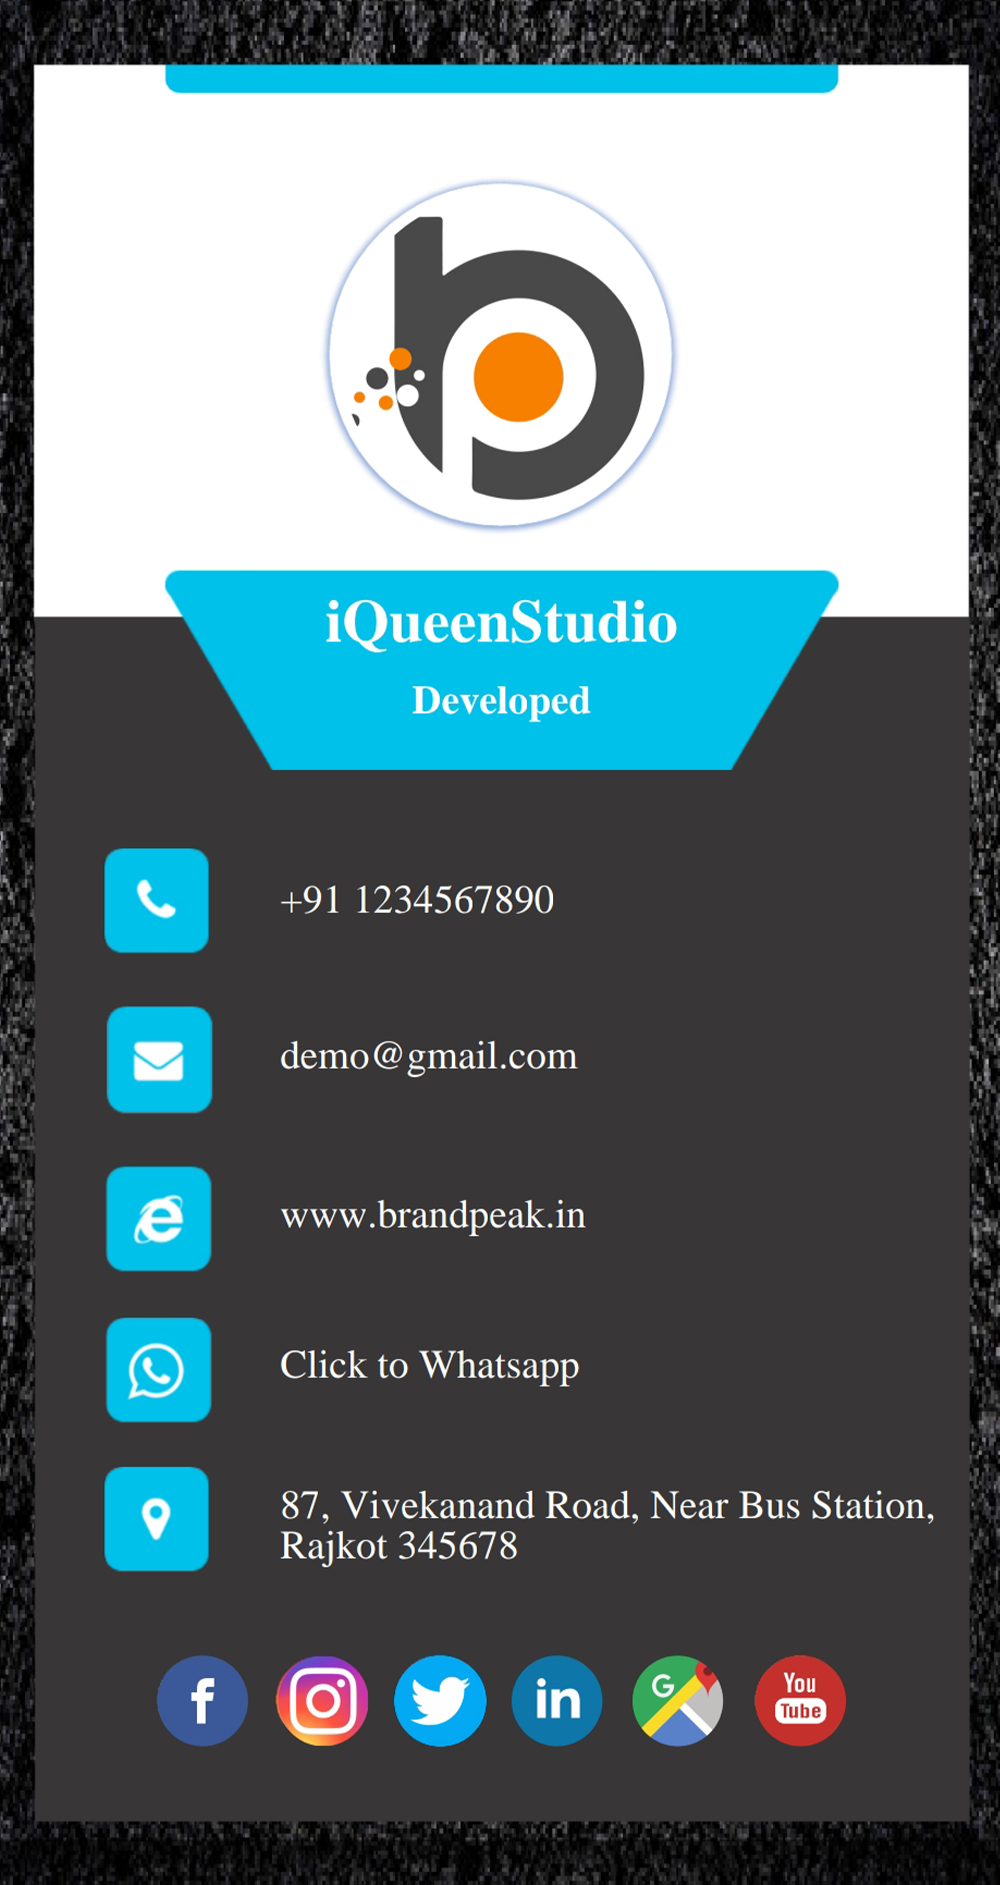 iQueenStudio
Developed
+91 1234567890
demo@gmail.com
www.brandpeak.in
Click to Whatsapp
87, Vivekanand Road, Near Bus Station,
Rajkot 345678
f in G You
Tube